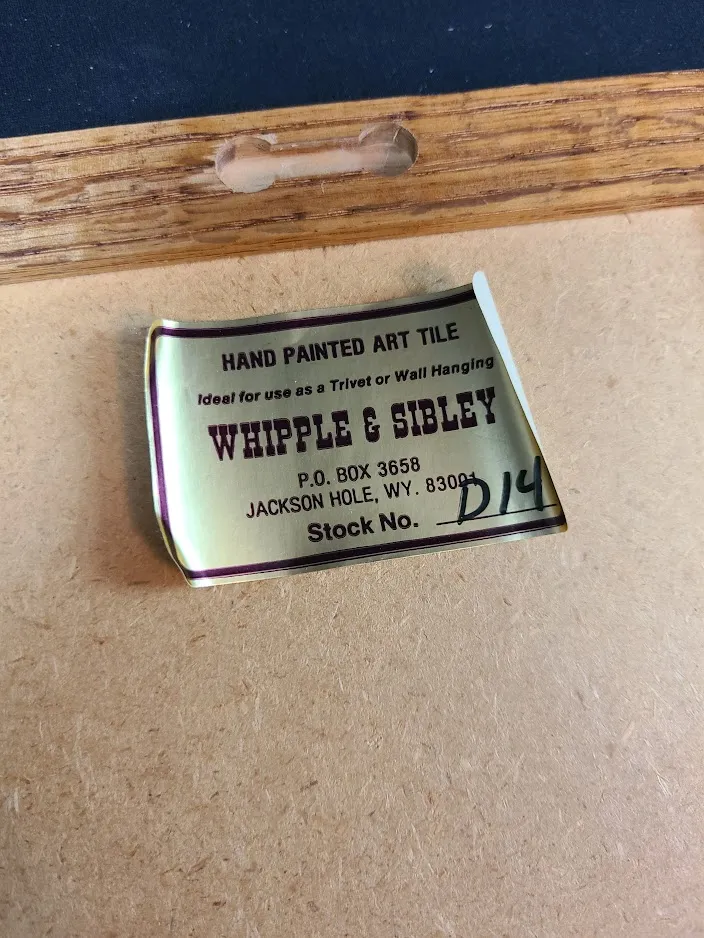 HAND PAINTED ART TILE
Ideal for use as a Trivet or Wall Hanging
WHIPPLE & SIBLEY
P.O. BOX 3658
JACKSON HOLE, WY. 83001
Stock No. D14